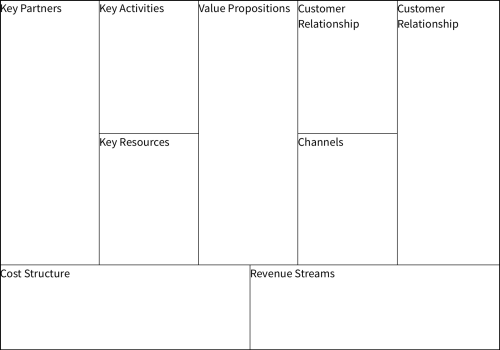 Key Partners
Key Activities
Value Propositions
Customer
Relationship
Customer
Relationship
Key Resources
Channels
Cost Structure
Revenue Streams